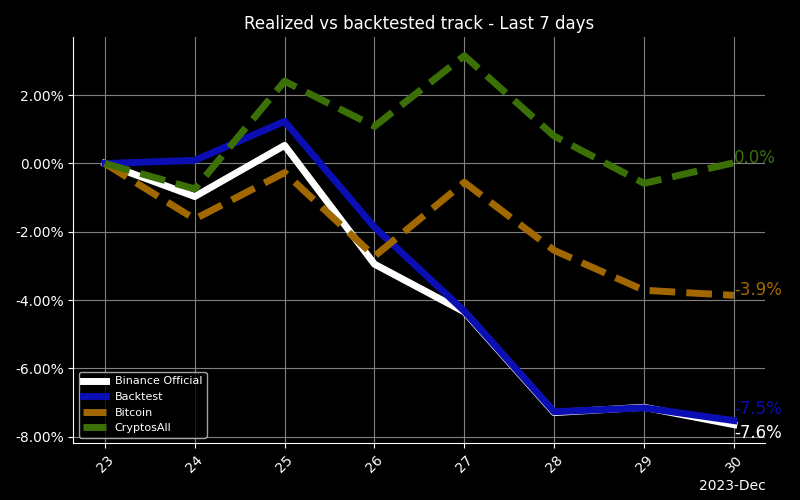 Realized vs backtested track - Last 7 days
2.00%
0.00%
-2.00%
-4.00%
-6.00%
-8.00%
0.0%
-3.9%
-7.5%
-7.6%
Binance Official
Backtest
Bitcoin
CryptosAll
23 24 25 26 27 28 29 30
2023-Dec